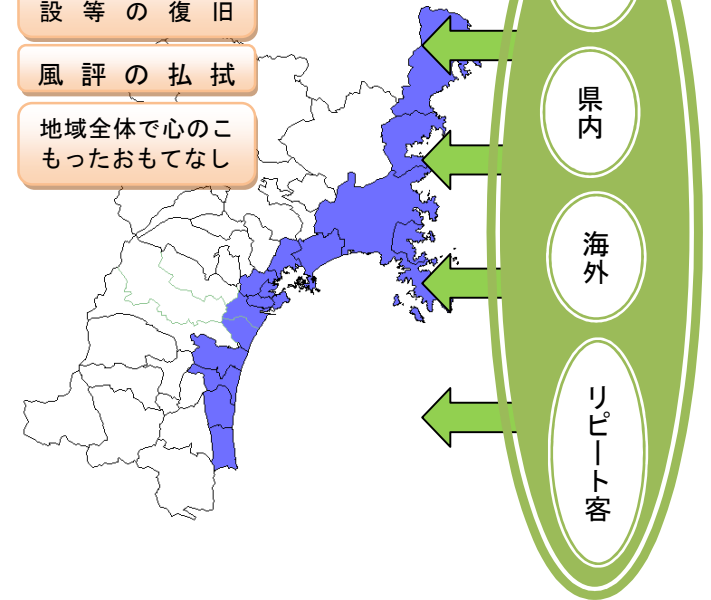 設等の復旧
風評の払拭
地域全体で心のこ
もったおもてなし
県内
海外
リピート客